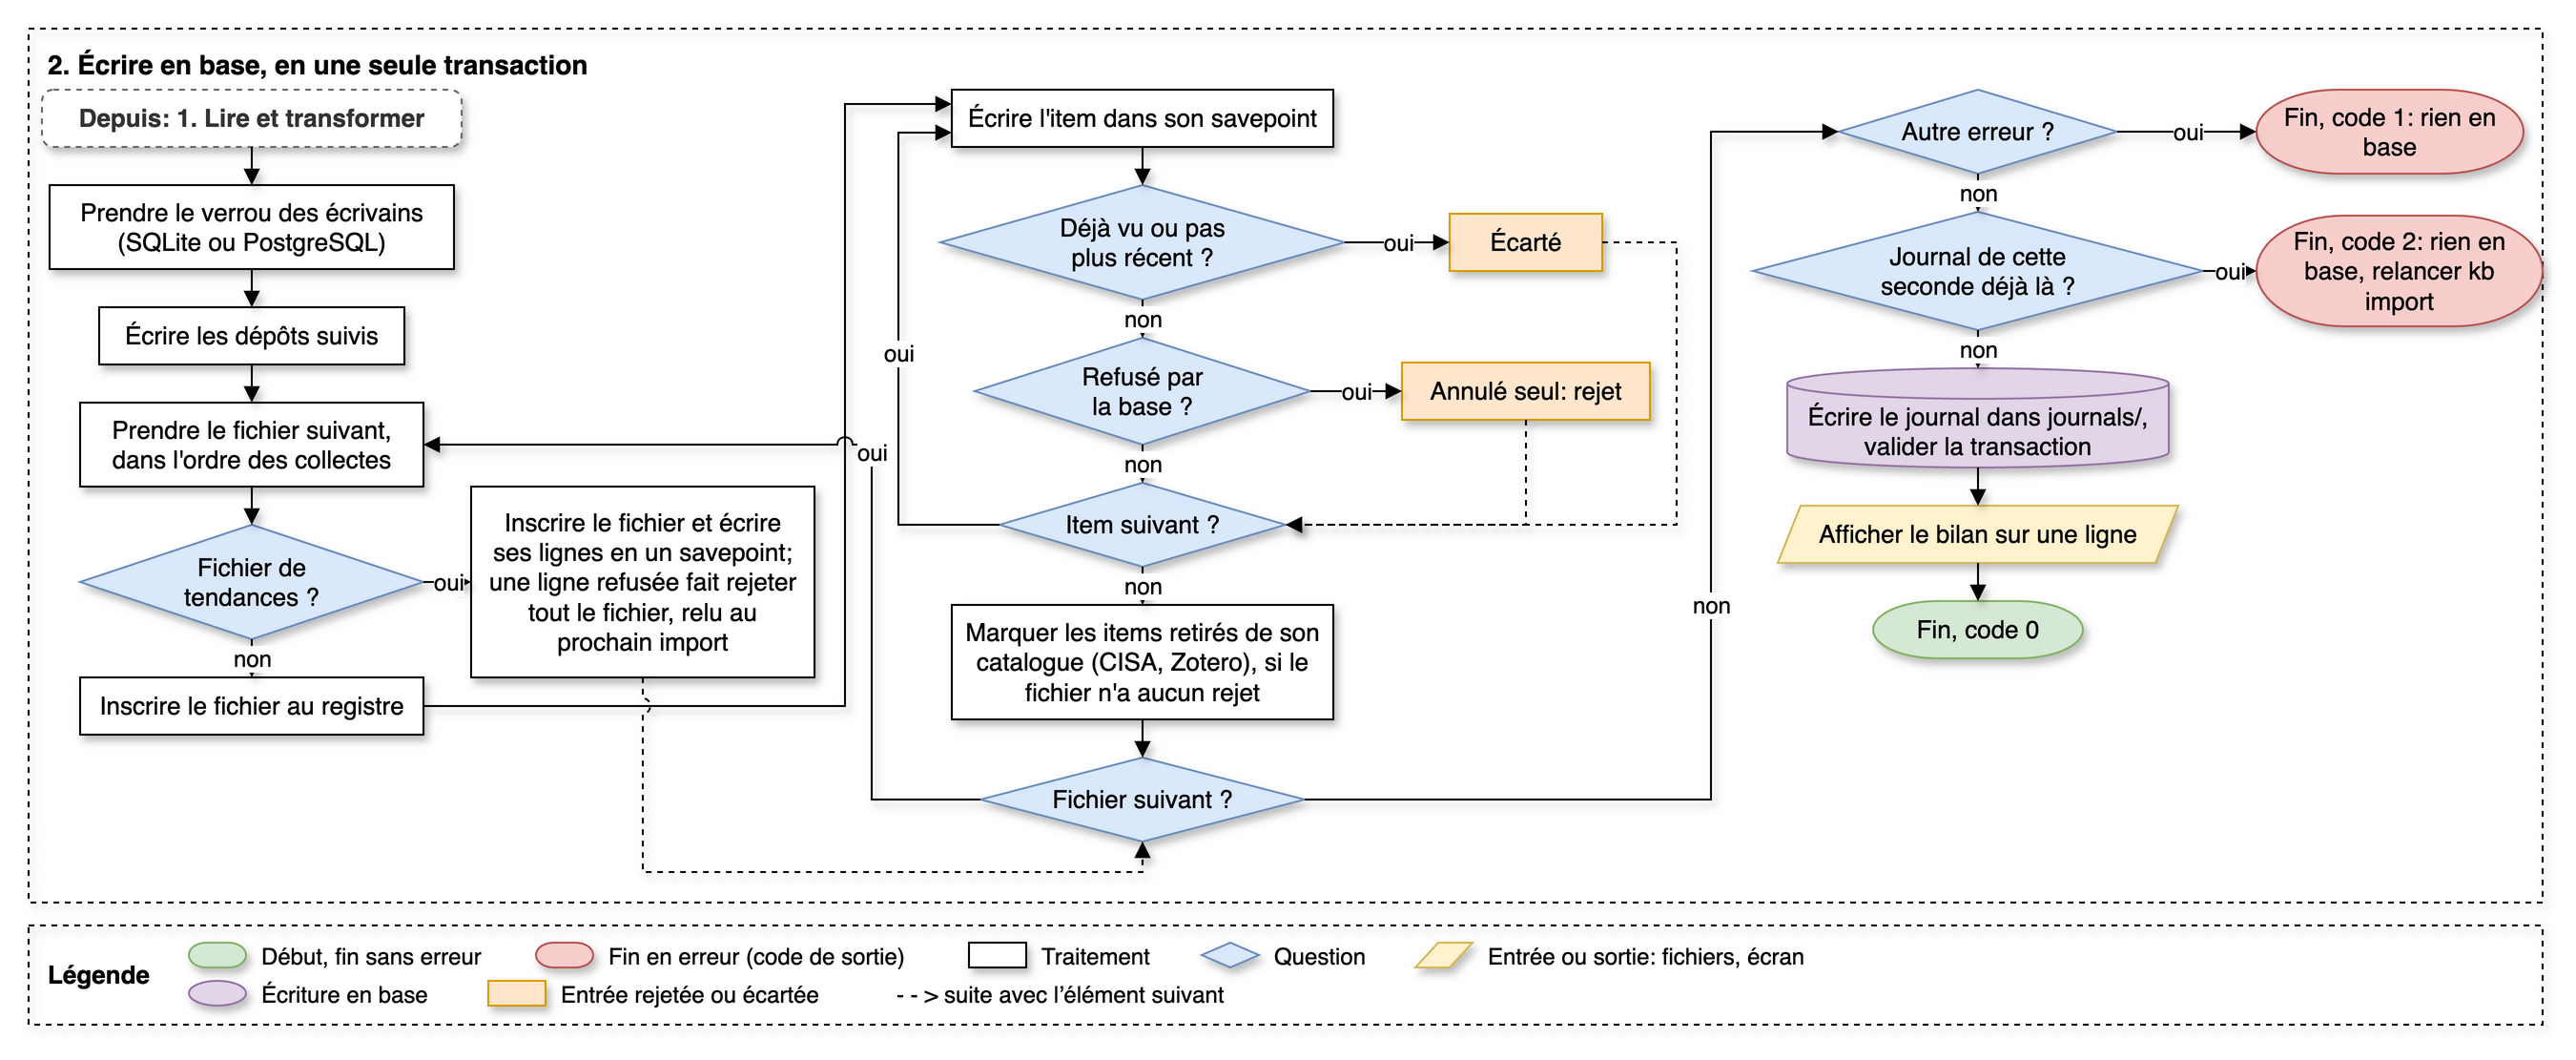 2. Écrire en base, en une seule transaction
Depuis: 1. Lire et transformer
Prendre le verrou des écrivains
(SQLite ou PostgreSQL)
Écrire les dépôts suivis
Prendre le fichier suivant,
dans l'ordre des collectes
Fichier de
tendances ?
oui
non
Inscrire le fichier et écrire
ses lignes en un savepoint;
une ligne refusée fait rejeter
tout le fichier, relu au
prochain import
Inscrire le fichier au registre
Écrire l'item dans son savepoint
Déjà vu ou pas
plus récent ?
oui
Écarté
non
Refusé par
la base ?
oui
Annulé seul: rejet
non
Item suivant ?
oui
non
Marquer les items retirés de son
catalogue (CISA, Zotero), si le
fichier n'a aucun rejet
Fichier suivant ?
oui
non
Autre erreur ?
oui
Fin, code 1: rien en
base
non
Journal de cette
seconde déjà là ?
oui
Fin, code 2: rien en
base, relancer kb
import
non
Écrire le journal dans journals/,
valider la transaction
Afficher le bilan sur une ligne
Fin, code 0
Légende
Début, fin sans erreur
Fin en erreur (code de sortie)
Traitement
Question
Entrée ou sortie: fichiers, écran
Écriture en base
Entrée rejetée ou écartée
- - > suite avec l’élément suivant